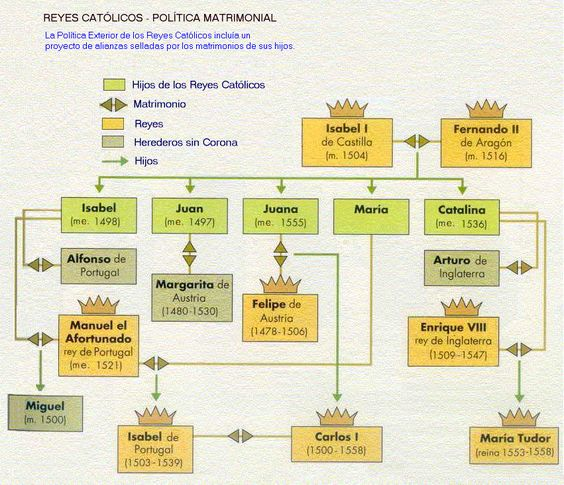 REYES CATÓLICOS - POLÍTICA MATRIMONIAL
La Política Exterior de los Reyes Católicos incluía un
proyecto de alianzas selladas por los matrimonios de sus hijos.
Hijos de los Reyes Católicos
Matrimonio
Reyes
Herederos sin Corona
Hijos
Isabel I
de Castilla
(m. 1504)
Fernando II
de Aragón
(m. 1516)
Isabel
(me. 1498)
Juan
(me. 1497)
Juana
(me. 1555)
María
Catalina
(me. 1536)
Alfonso de
Portugal
Margarita de
Austria
(1480-1530)
Felipe de
Austria
(1478-1506)
Arturo de
Inglaterra
Manuel el
Afortunado
rey de Portugal
(me. 1521)
Enrique VIII
rey de Inglaterra
(1509-1547)
Miguel
(m. 1500)
Isabel de
Portugal
(1503-1539)
Carlos I
(1500-1558)
María Tudor
(reina 1553-1558)